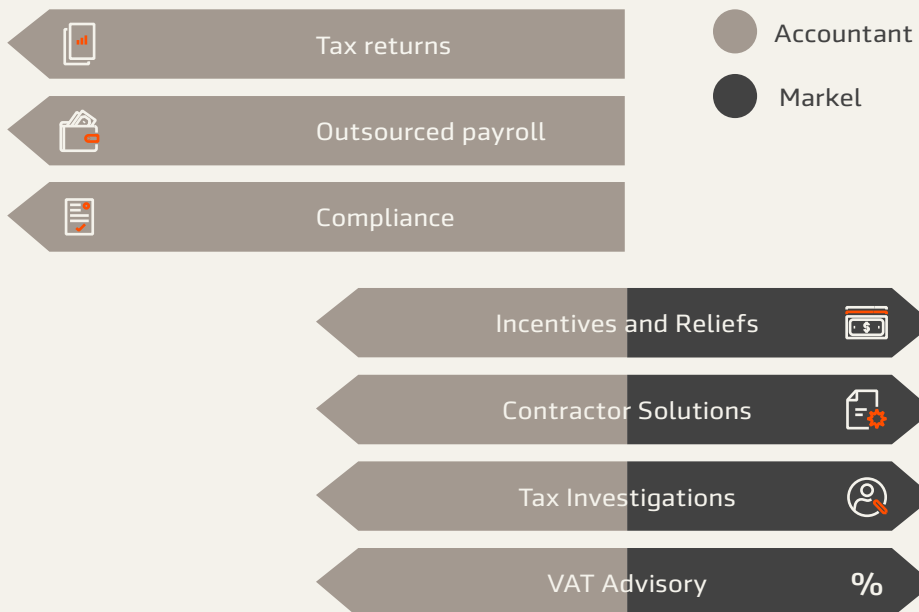 Tax returns
Outsourced payroll
Compliance
Accountant
Markel
Incentives and Reliefs
$
Contractor Solutions
Tax Investigations
VAT Advisory
%